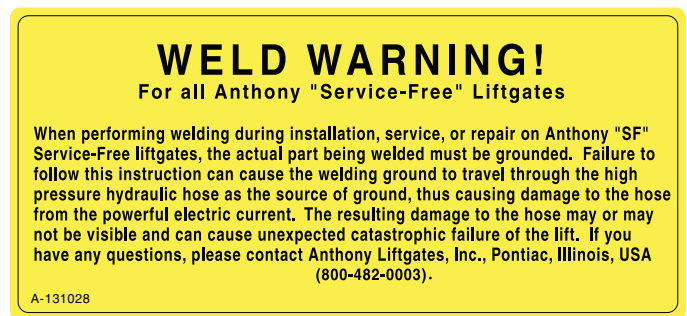 WELD WARNING!
For all Anthony "Service-Free" Liftgates
When performing welding during installation, service, or repair on Anthony "SF"
Service-Free liftgates, the actual part being welded must be grounded. Failure to
follow this instruction can cause the welding ground to travel through the high
pressure hydraulic hose as the source of ground, thus causing damage to the hose
from the powerful electric current. The resulting damage to the hose may or may
not be visible and can cause unexpected catastrophic failure of the lift. If you
have any questions, please contact Anthony Liftgates, Inc., Pontiac, Illinois, USA
(800-482-0003).
A-131028